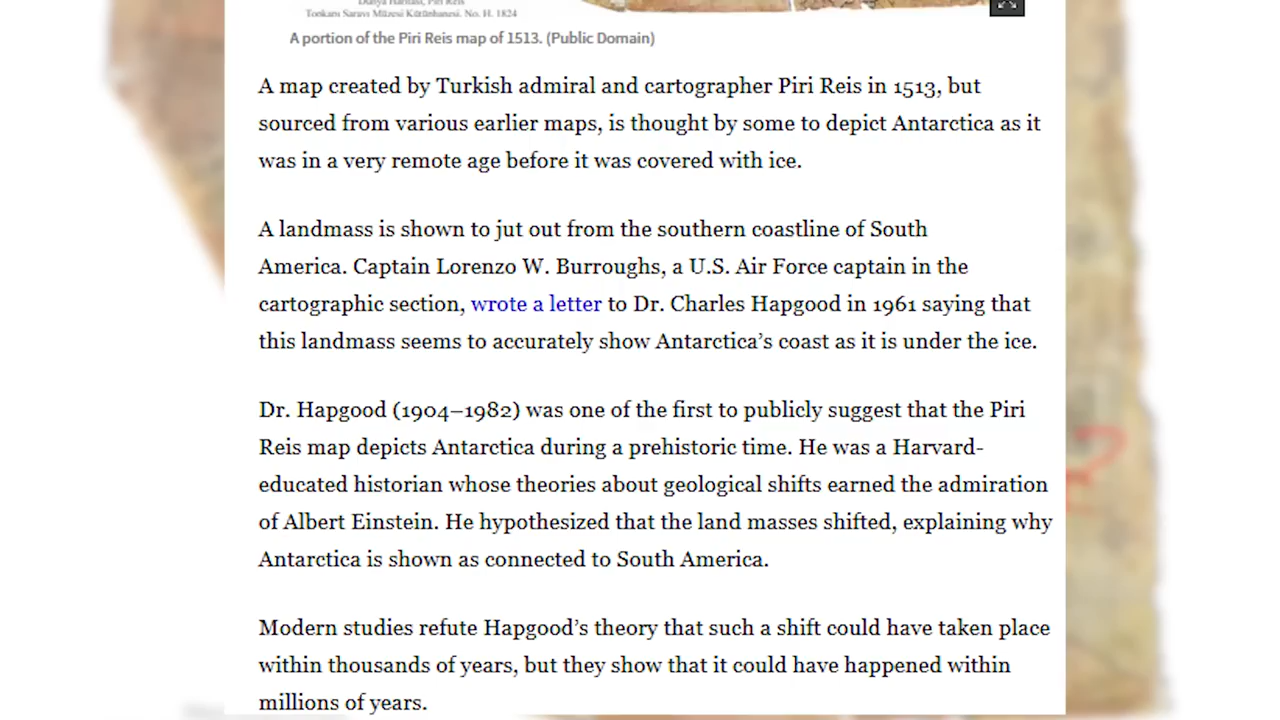 Topkapı Sarayı Müzesi Kütüphanesi, No. H. 1824
A portion of the Piri Reis map of 1513. (Public Domain)
A map created by Turkish admiral and cartographer Piri Reis in 1513, but
sourced from various earlier maps, is thought by some to depict Antarctica as it
was in a very remote age before it was covered with ice.
A landmass is shown to jut out from the southern coastline of South
America. Captain Lorenzo W. Burroughs, a U.S. Air Force captain in the
cartographic section, wrote a letter to Dr. Charles Hapgood in 1961 saying that
this landmass seems to accurately show Antarctica's coast as it is under the ice.
Dr. Hapgood (1904–1982) was one of the first to publicly suggest that the Piri
Reis map depicts Antarctica during a prehistoric time. He was a Harvard-
educated historian whose theories about geological shifts earned the admiration
of Albert Einstein. He hypothesized that the land masses shifted, explaining why
Antarctica is shown as connected to South America.
Modern studies refute Hapgood's theory that such a shift could have taken place
within thousands of years, but they show that it could have happened within
millions of years.